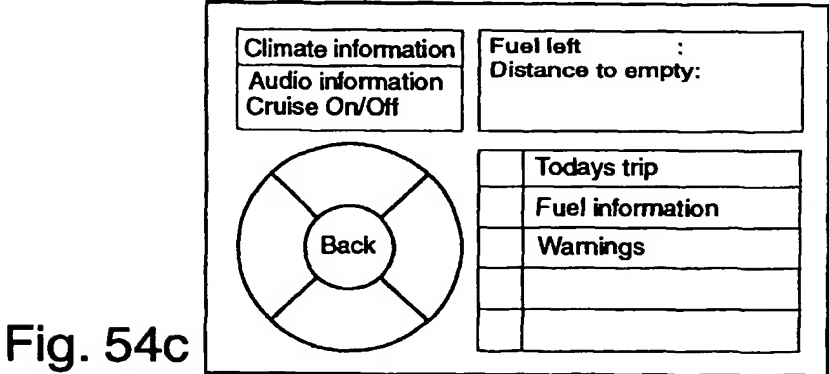 Climate information
Audio information
Cruise On/Off
Fuel left :
Distance to empty:
Back
Todays trip
Fuel information
Warnings
Fig. 54c